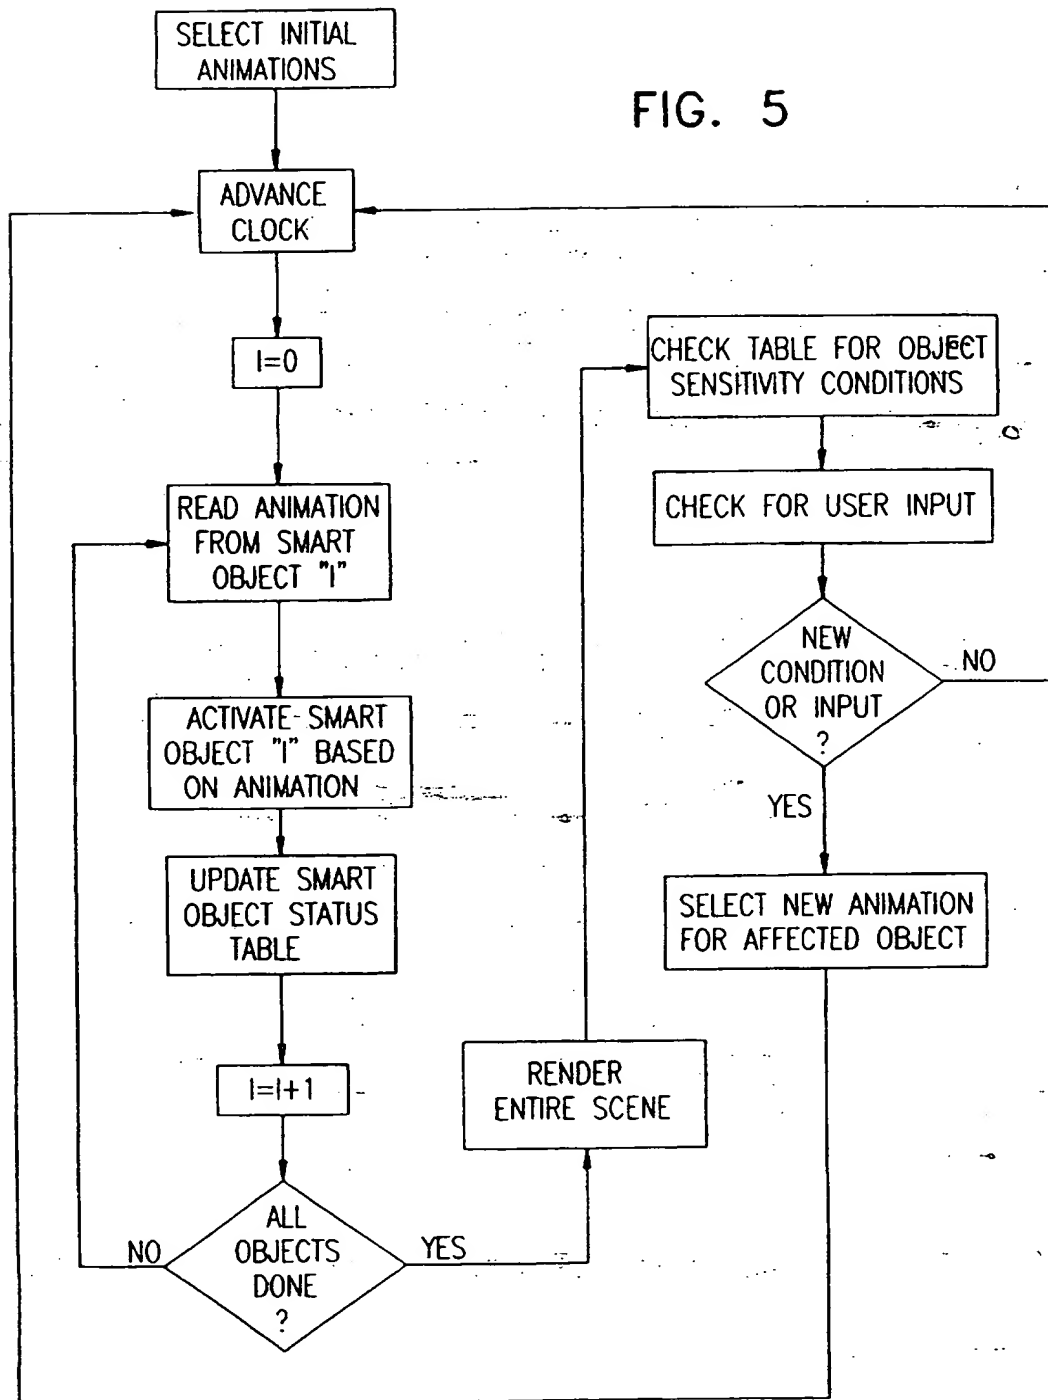 SELECT INITIAL
ANIMATIONS
FIG. 5
ADVANCE
CLOCK
I=0
READ ANIMATION
FROM SMART
OBJECT "I"
ACTIVATE SMART
OBJECT "I" BASED
ON ANIMATION
UPDATE SMART
OBJECT STATUS
TABLE
I=I+1
ALL
OBJECTS
DONE
?
NO
YES
RENDER
ENTIRE SCENE
CHECK TABLE FOR OBJECT
SENSITIVITY CONDITIONS
CHECK FOR USER INPUT
NEW
CONDITION
OR INPUT
?
NO
YES
SELECT NEW ANIMATION
FOR AFFECTED OBJECT